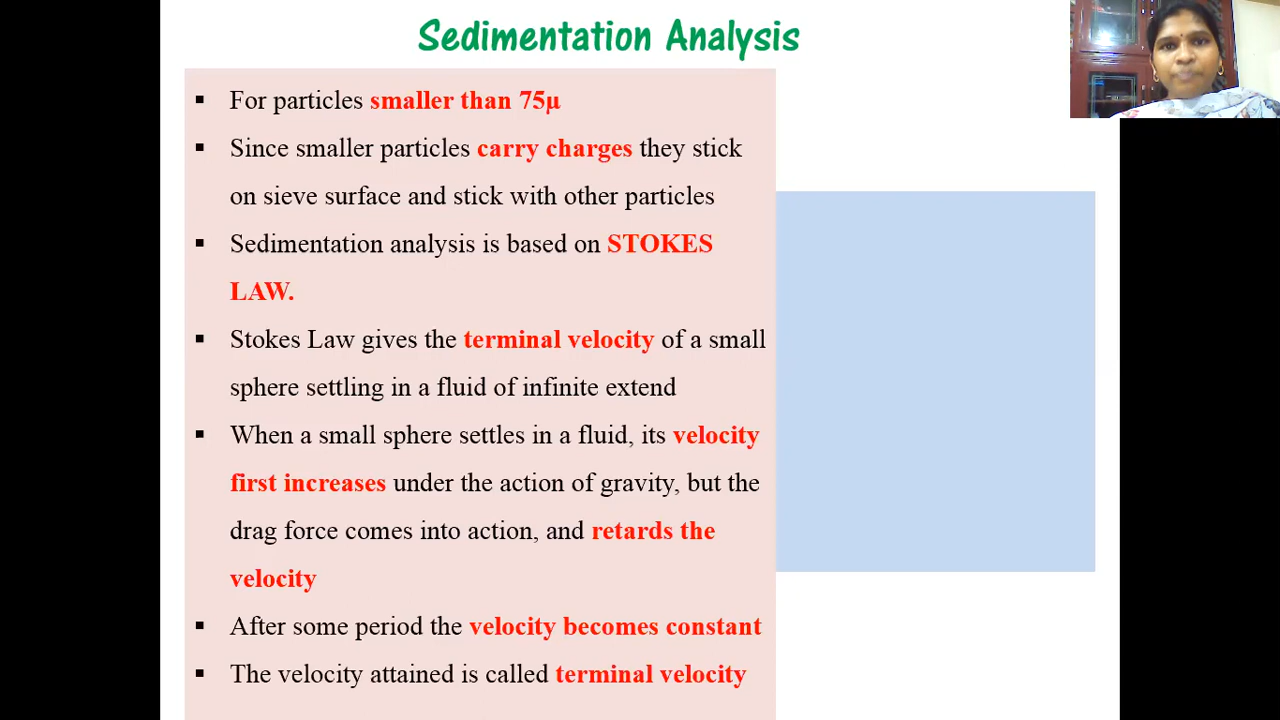 Sedimentation Analysis
▪ For particles smaller than 75μ
▪ Since smaller particles carry charges they stick
on sieve surface and stick with other particles
▪ Sedimentation analysis is based on STOKES
LAW.
▪ Stokes Law gives the terminal velocity of a small
sphere settling in a fluid of infinite extend
▪ When a small sphere settles in a fluid, its velocity
first increases under the action of gravity, but the
drag force comes into action, and retards the
velocity
▪ After some period the velocity becomes constant
▪ The velocity attained is called terminal velocity